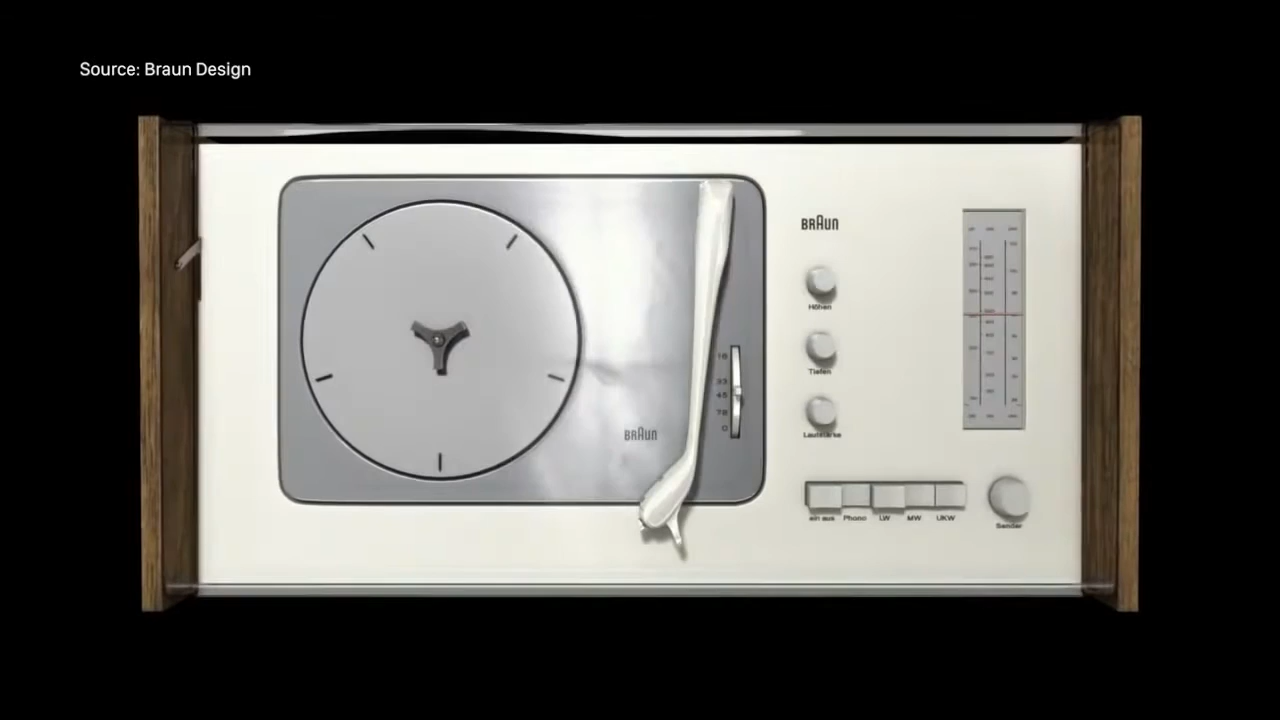 Source: Braun Design
BRAUN
Höhen
16
33
45
78
0
Tiefen
BRAUN
Lautstärke
ein aus Phono LW MW UKW
Sender